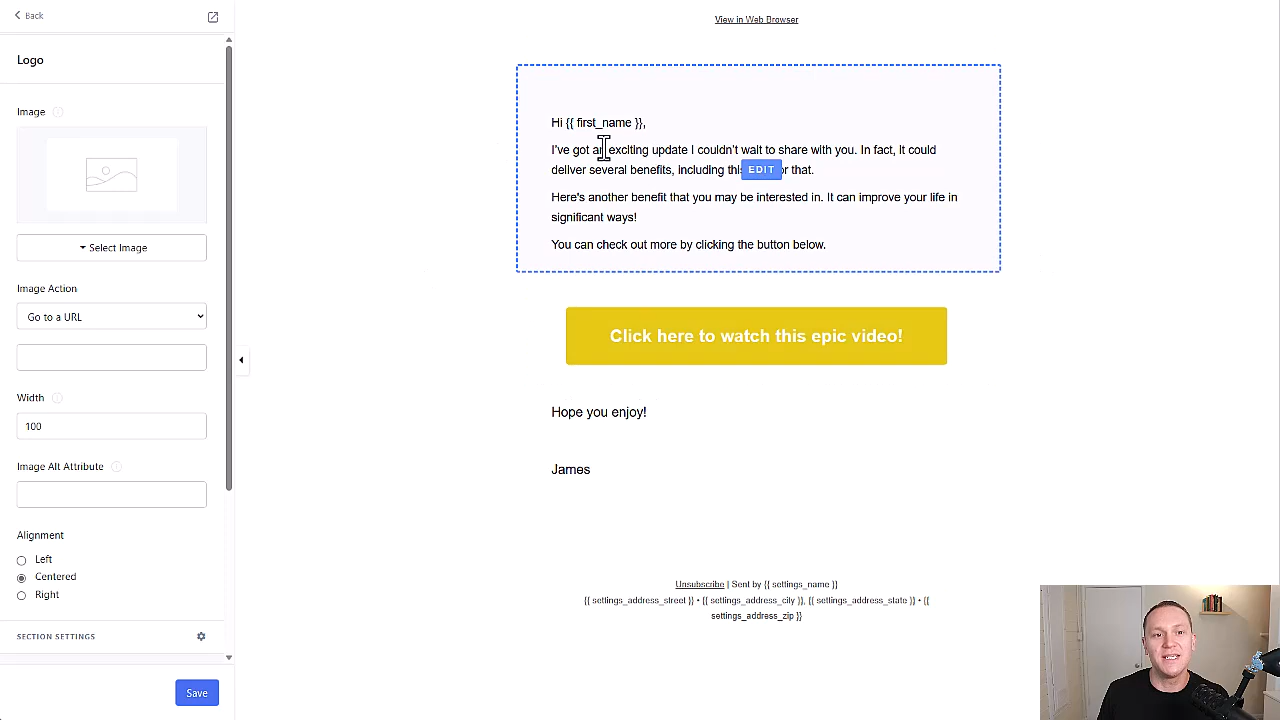 Back
Logo
Image
Select Image
Image Action
Go to a URL
Width
100
Image Alt Attribute
Alignment
Left
Centered
Right
SECTION SETTINGS
Save
View in Web Browser
Hi {{ first_name }},
I've got an exciting update I couldn't wait to share with you. In fact, it could
deliver several benefits, including this or that.
EDIT
Here's another benefit that you may be interested in. It can improve your life in
significant ways!
You can check out more by clicking the button below.
Click here to watch this epic video!
Hope you enjoy!
James
Unsubscribe | Sent by {{ settings_name }}
{{ settings_address_street }} • {{ settings_address_city }}, {{ settings_address_state }} • {{
settings_address_zip }}